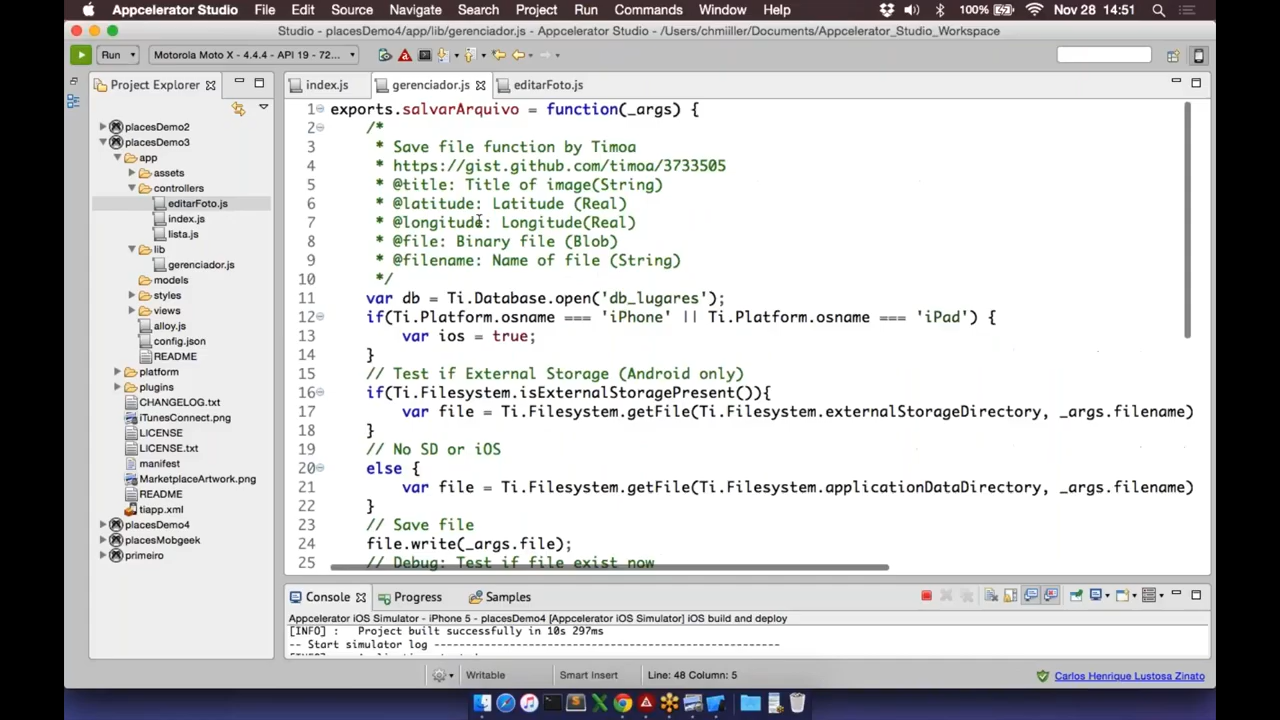 Appcelerator Studio File Edit Source Navigate Search Project Run Commands Window Help 100% Nov 28 14:51
Studio - placesDemo4/app/lib/gerenciador.js - Appcelerator Studio - /Users/chmiller/Documents/Appcelerator_Studio_Workspace
Run Motorola Moto X - 4.4.4 - API 19 - 72...
Project Explorer
placesDemo2
placesDemo3
app
assets
controllers
editarFoto.js
index.js
lista.js
lib
gerenciador.js
models
styles
views
alloy.js
config.json
README
platform
plugins
CHANGELOG.txt
iTunesConnect.png
LICENSE
LICENSE.txt
manifest
MarketplaceArtwork.png
README
tiapp.xml
placesDemo4
placesMobgeek
primeiro
index.js gerenciador.js editarFoto.js
1 exports.salvarArquivo = function(_args) {
2 /*
3 * Save file function by Timoa
4 * https://gist.github.com/timoa/3733505
5 * @title: Title of image(String)
6 * @latitude: Latitude (Real)
7 * @longitude: Longitude(Real)
8 * @file: Binary file (Blob)
9 * @filename: Name of file (String)
10 */
11 var db = Ti.Database.open('db_lugares');
12 if(Ti.Platform.osname === 'iPhone' || Ti.Platform.osname === 'iPad') {
13 var ios = true;
14 }
15 // Test if External Storage (Android only)
16 if(Ti.Filesystem.isExternalStoragePresent()){
17 var file = Ti.Filesystem.getFile(Ti.Filesystem.externalStorageDirectory, _args.filename)
18 }
19 // No SD or iOS
20 else {
21 var file = Ti.Filesystem.getFile(Ti.Filesystem.applicationDataDirectory, _args.filename)
22 }
23 // Save file
24 file.write(_args.file);
25 // Debug: Test if file exist now
Console Progress Samples
Appcelerator iOS Simulator - iPhone 5 - placesDemo4 [Appcelerator iOS Simulator] iOS build and deploy
[INFO] : Project built successfully in 10s 297ms
-- Start simulator log ------------------------------------------------
Writable Smart Insert Line: 48 Column: 5 Carlos Henrique Lustosa Zinato